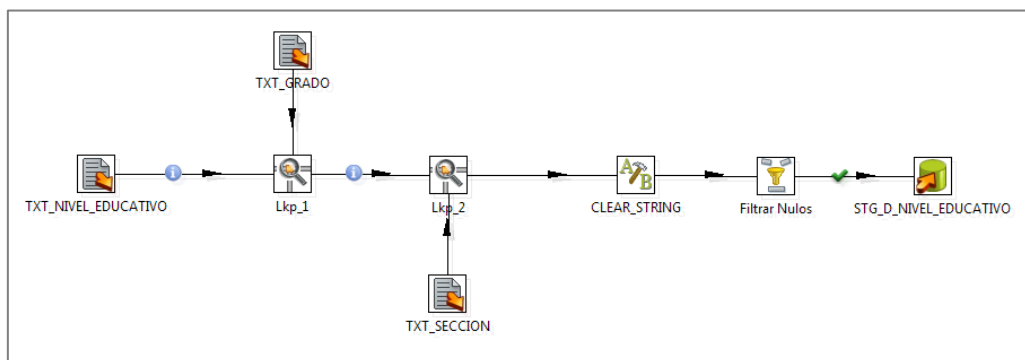 TXT_GRADO
TXT_NIVEL_EDUCATIVO
Lkp_1
Lkp_2
CLEAR_STRING
Filtrar Nulos
STG_D_NIVEL_EDUCATIVO
TXT_SECCION